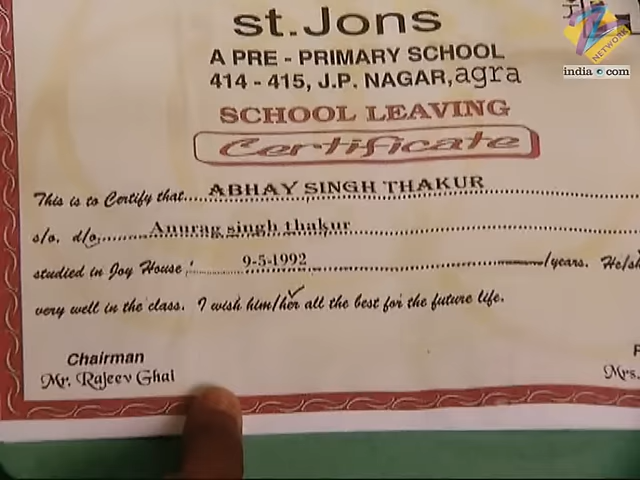 st.Jons
A PRE - PRIMARY SCHOOL
414 - 415, J.P. NAGAR, agra
SCHOOL LEAVING
Certificate
This is to Certify that... ABHAY SINGH THAKUR
s/o. d/o. Anurag singh thakur
studied in Joy House 9-5-1992 /years. He/sh
very well in the class. I wish him/her all the best for the future life.
Chairman
Mr. Rajeev Ghai
Mrs.
Z NETWORK
india.com